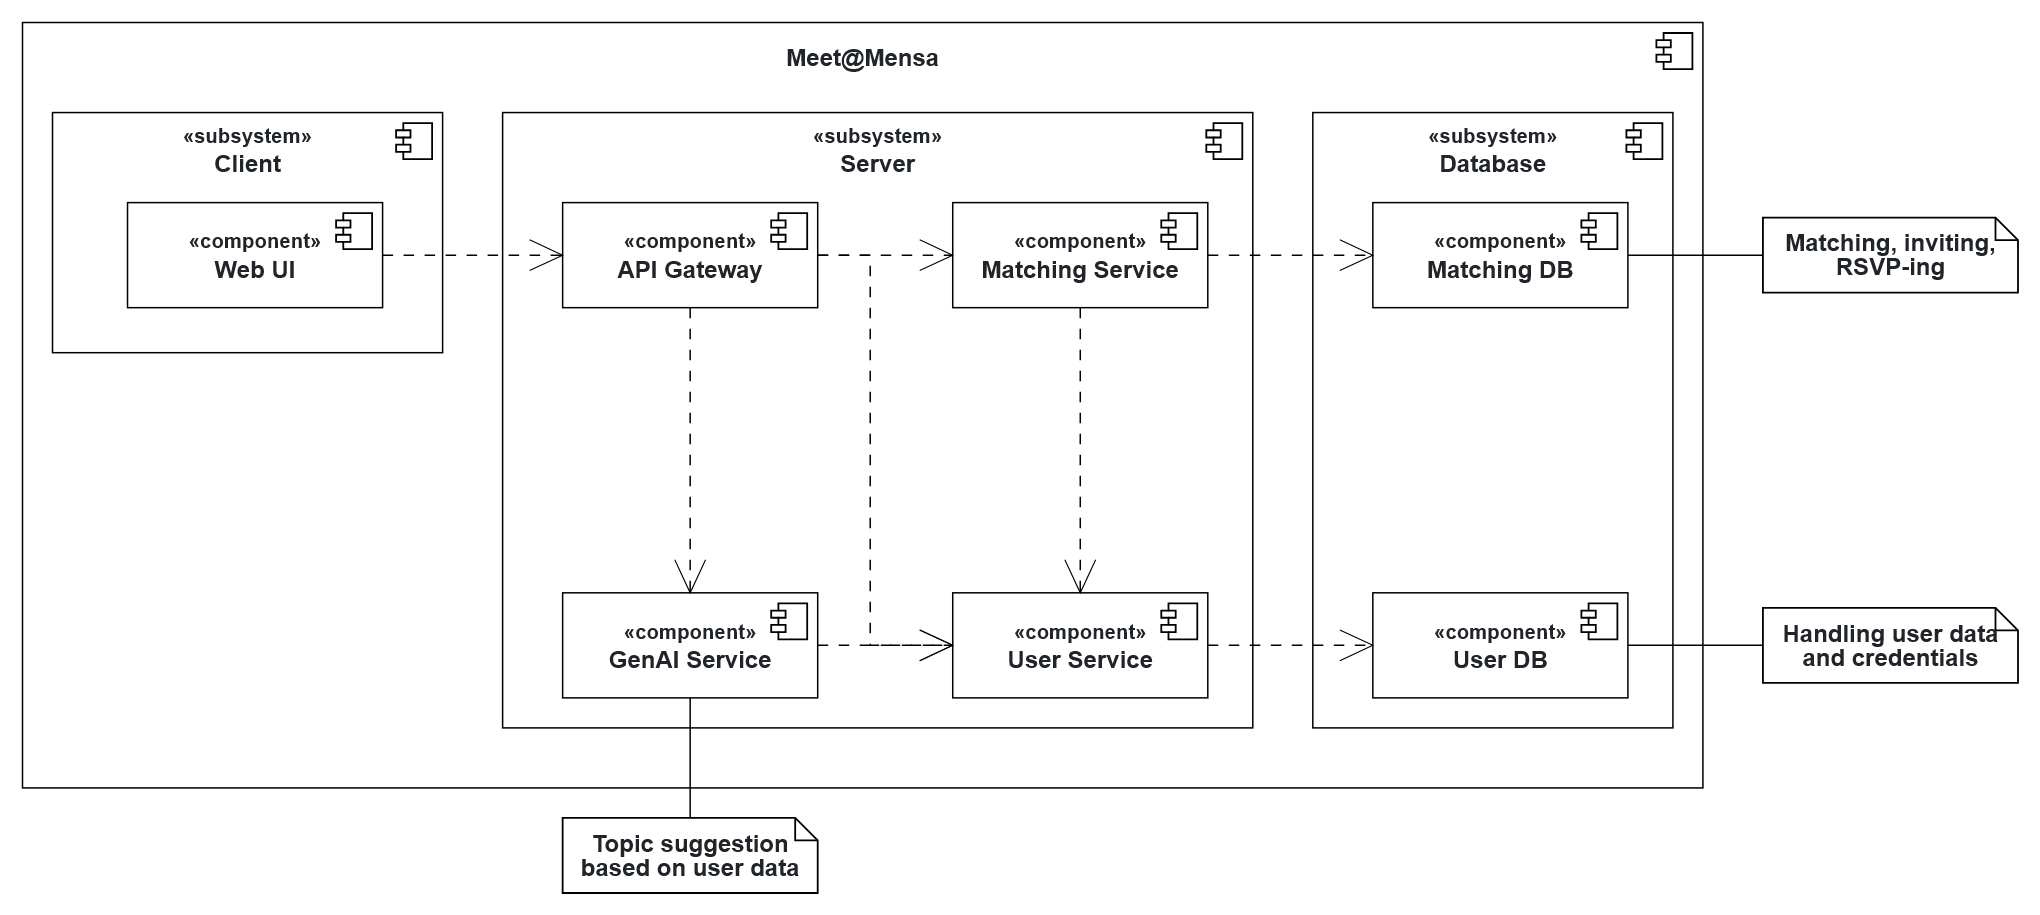 Meet@Mensa
«subsystem»
Client
«component»
Web UI
«subsystem»
Server
«component»
API Gateway
«component»
Matching Service
«component»
GenAI Service
«component»
User Service
«subsystem»
Database
«component»
Matching DB
«component»
User DB
Matching, inviting,
RSVP-ing
Handling user data
and credentials
Topic suggestion
based on user data